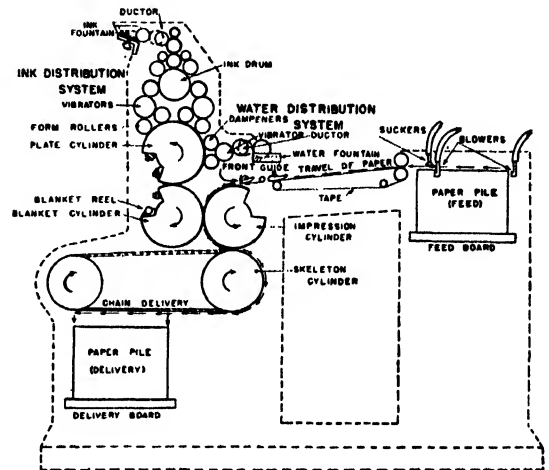 DUCTOR
INK
FOUNTAIN
INK DRUM
INK DISTRIBUTION
SYSTEM
VIBRATORS
WATER DISTRIBUTION
SYSTEM
DAMPENERS
VIBRATOR-DUCTOR
FORM ROLLERS
PLATE CYLINDER
WATER FOUNTAIN
FRONT GUIDE
TRAVEL OF PAPER
SUCKERS
BLOWERS
TAPE
PAPER PILE
(FEED)
FEED BOARD
BLANKET REEL
BLANKET CYLINDER
IMPRESSION
CYLINDER
SKELETON
CYLINDER
CHAIN DELIVERY
PAPER PILE
(DELIVERY)
DELIVERY BOARD